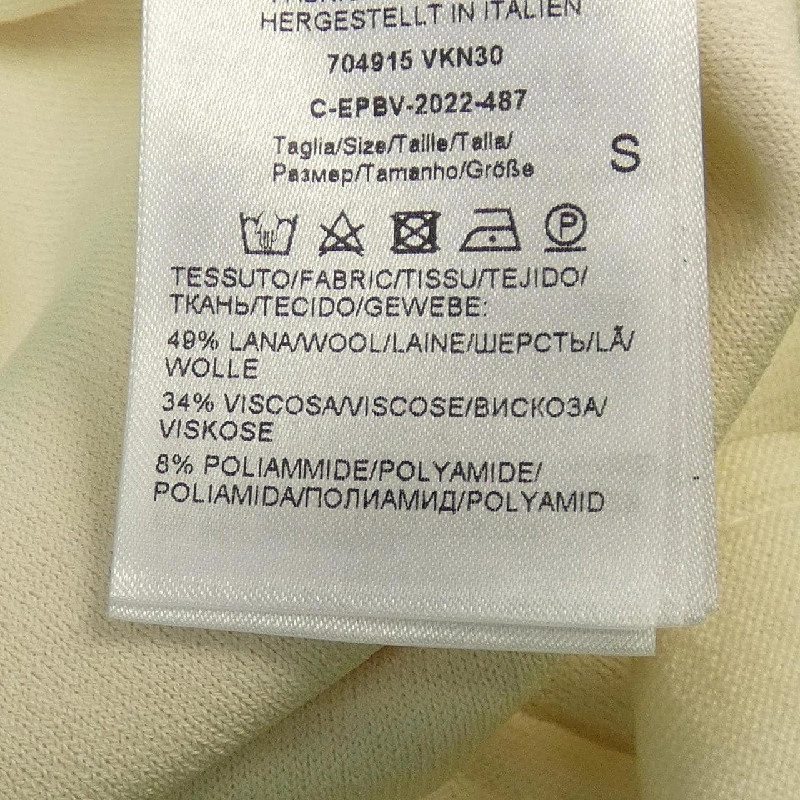 HERGESTELLT IN ITALIEN
704915 VKN30
C-EPBV-2022-487
Taglia/Size/Taille/Talla/
Размер/Tamanho/Größe
S
P
TESSUTO/FABRIC/TISSU/TEJIDO/
ТКАНЬ/TECIDO/GEWEBE:
49% LANA/WOOL/LAINE/ШЕРСТЬ/LÃ/
WOLLE
34% VISCOSA/VISCOSE/ВИСКОЗА/
VISKOSE
8% POLIAMMIDE/POLYAMIDE/
POLIAMIDA/ПОЛИАМИД/POLYAMID